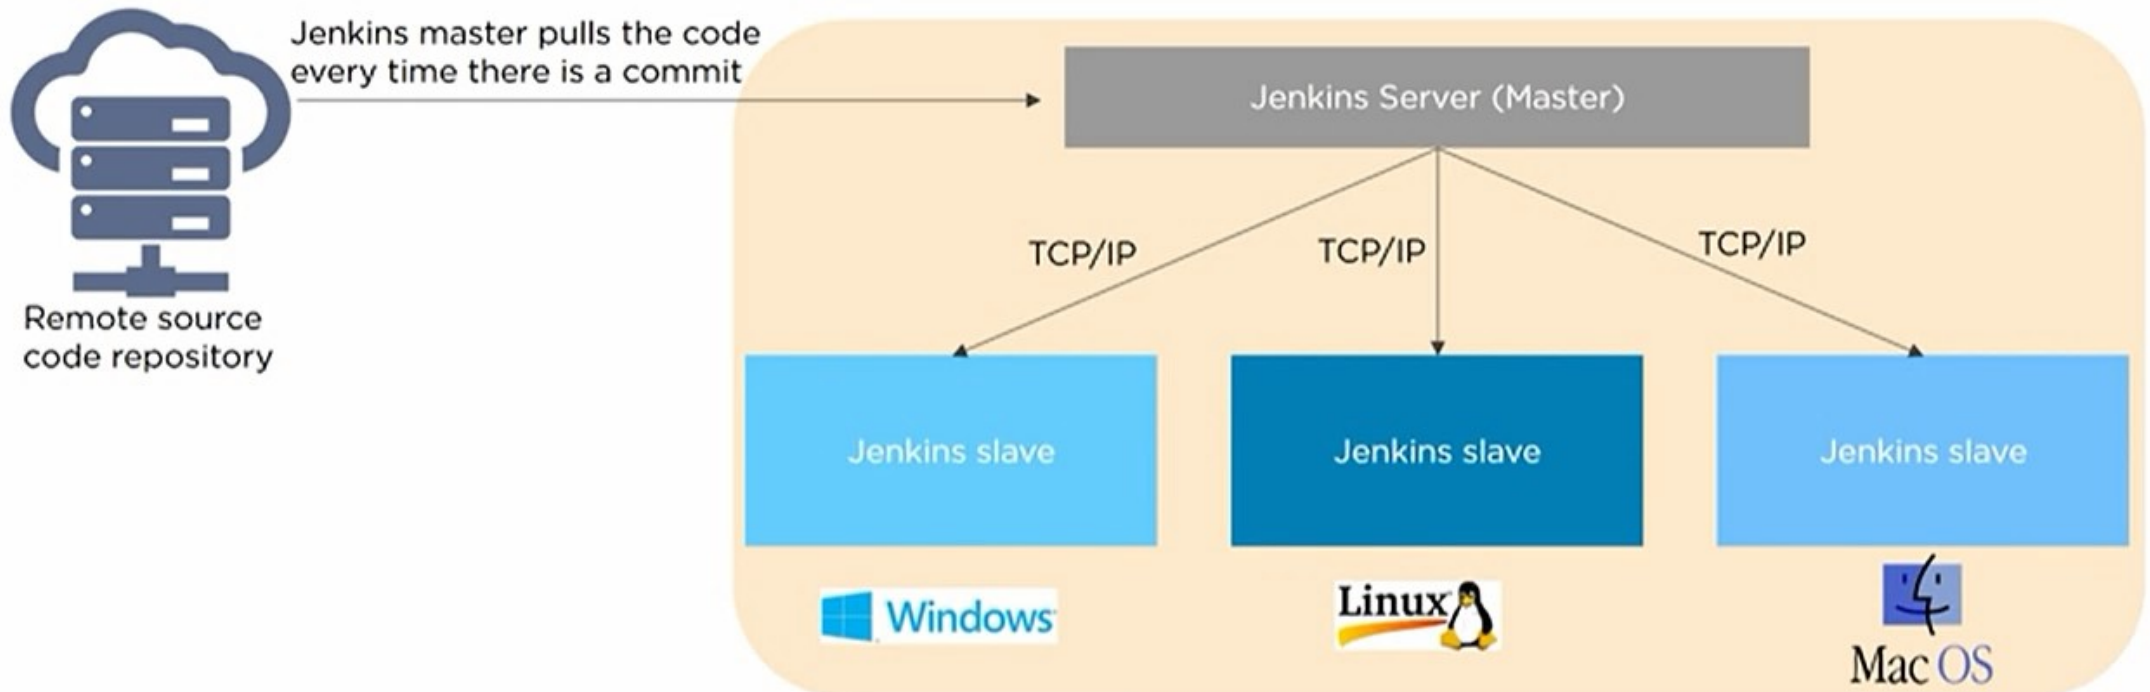 Jenkins master pulls the code
every time there is a commit
Jenkins Server (Master)
TCP/IP
TCP/IP
TCP/IP
Remote source
code repository
Jenkins slave
Jenkins slave
Jenkins slave
Windows
Linux
Mac OS